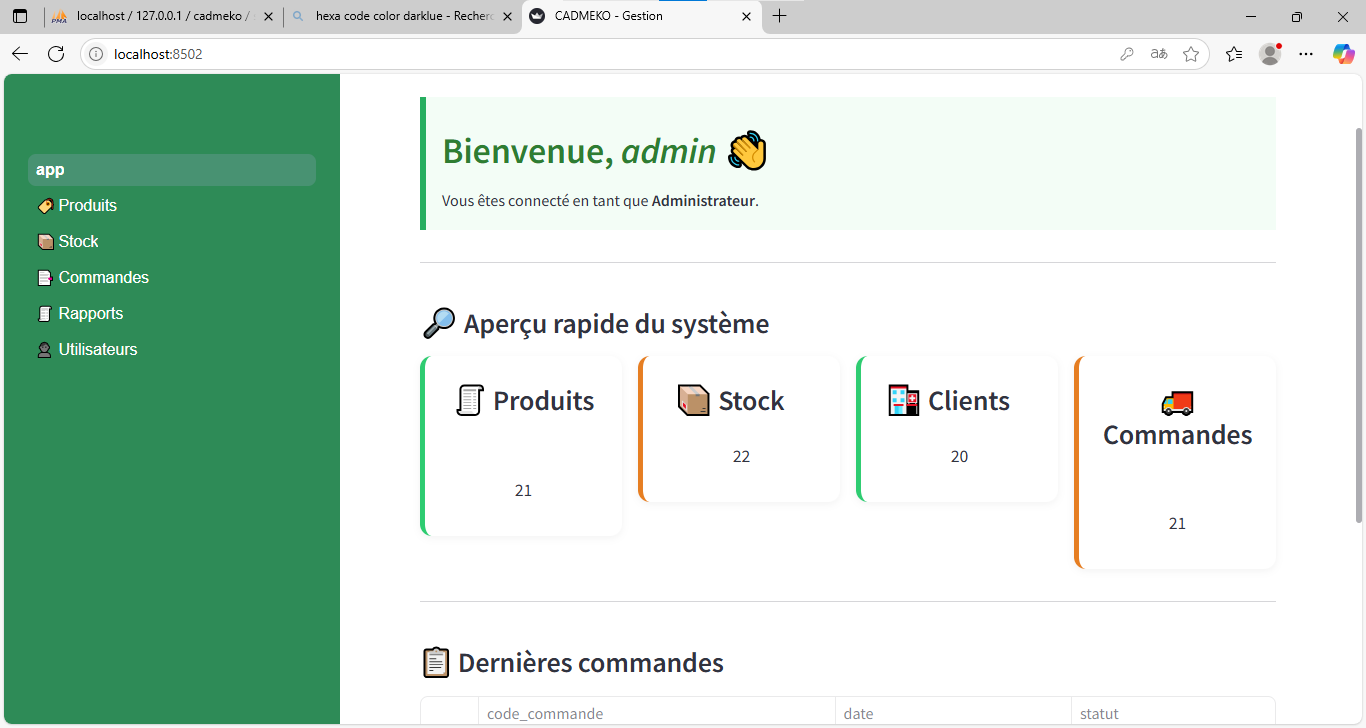 localhost / 127.0.0.1 / cadmeko /
hexa code color darklue - Recher
CADMEKO - Gestion
localhost:8502
app
Produits
Stock
Commandes
Rapports
Utilisateurs
Bienvenue, admin
Vous êtes connecté en tant que Administrateur.
Aperçu rapide du système
Produits
21
Stock
22
Clients
20
Commandes
21
Dernières commandes
code_commande date statut